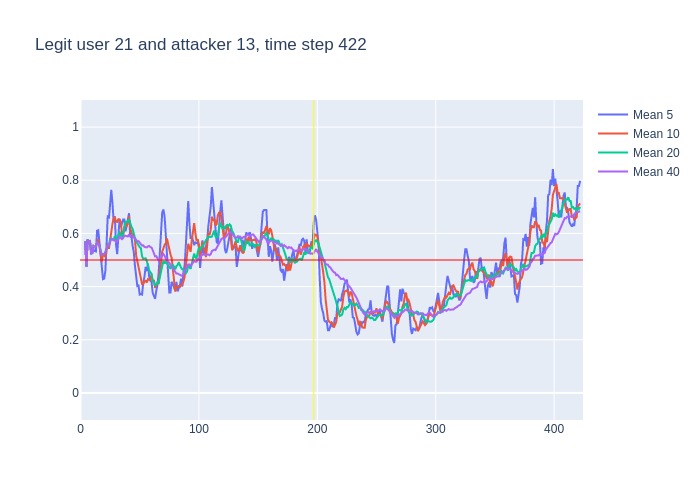 Legit user 21 and attacker 13, time step 422
Mean 5
Mean 10
Mean 20
Mean 40
1
0.8
0.6
0.4
0.2
0
0 100 200 300 400